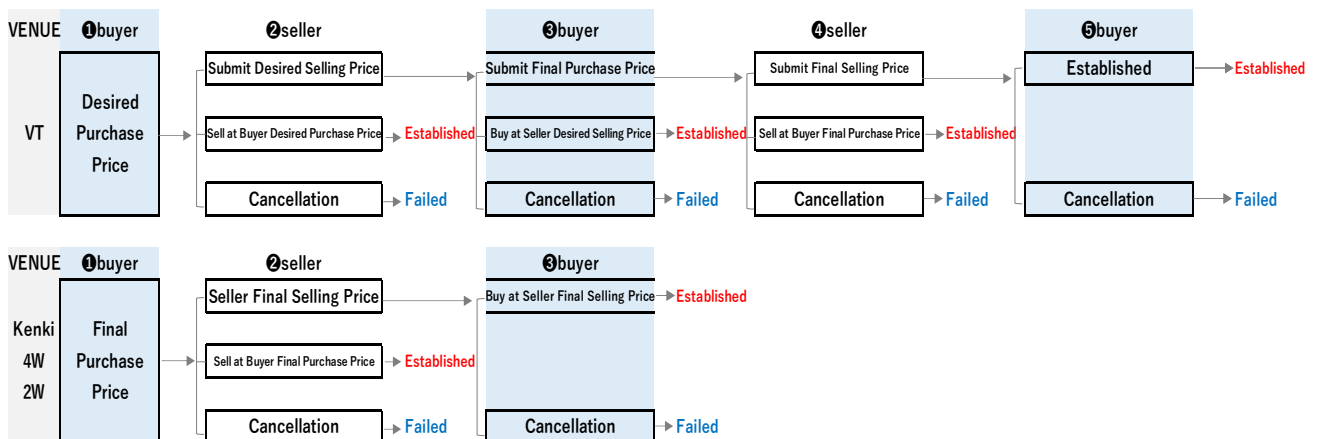 VENUE ❶buyer ❷seller ❸buyer ❹seller ❺buyer
Submit Desired Selling Price Submit Final Purchase Price Submit Final Selling Price Established Established
Desired
VT Purchase Sell at Buyer Desired Purchase Price Established Buy at Seller Desired Selling Price Established Sell at Buyer Final Purchase Price Established
Price
Cancellation Failed Cancellation Failed Cancellation Failed Cancellation Failed
VENUE ❶buyer ❷seller ❸buyer
Seller Final Selling Price Buy at Seller Final Selling Price Established
Kenki Final
4W Purchase Sell at Buyer Final Purchase Price Established
2W Price
Cancellation Failed Cancellation Failed